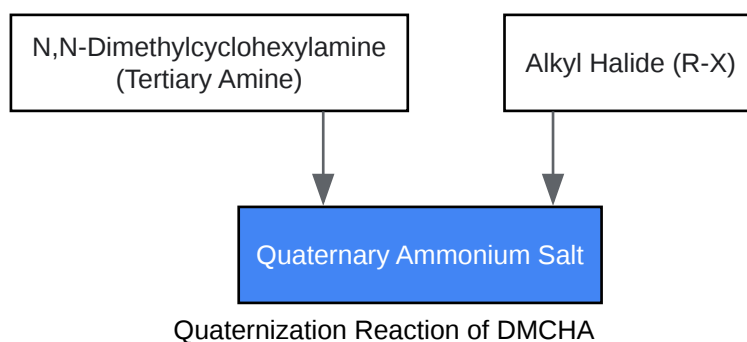 N,N-Dimethylcyclohexylamine
(Tertiary Amine)
Alkyl Halide (R-X)
Quaternary Ammonium Salt
Quaternization Reaction of DMCHA